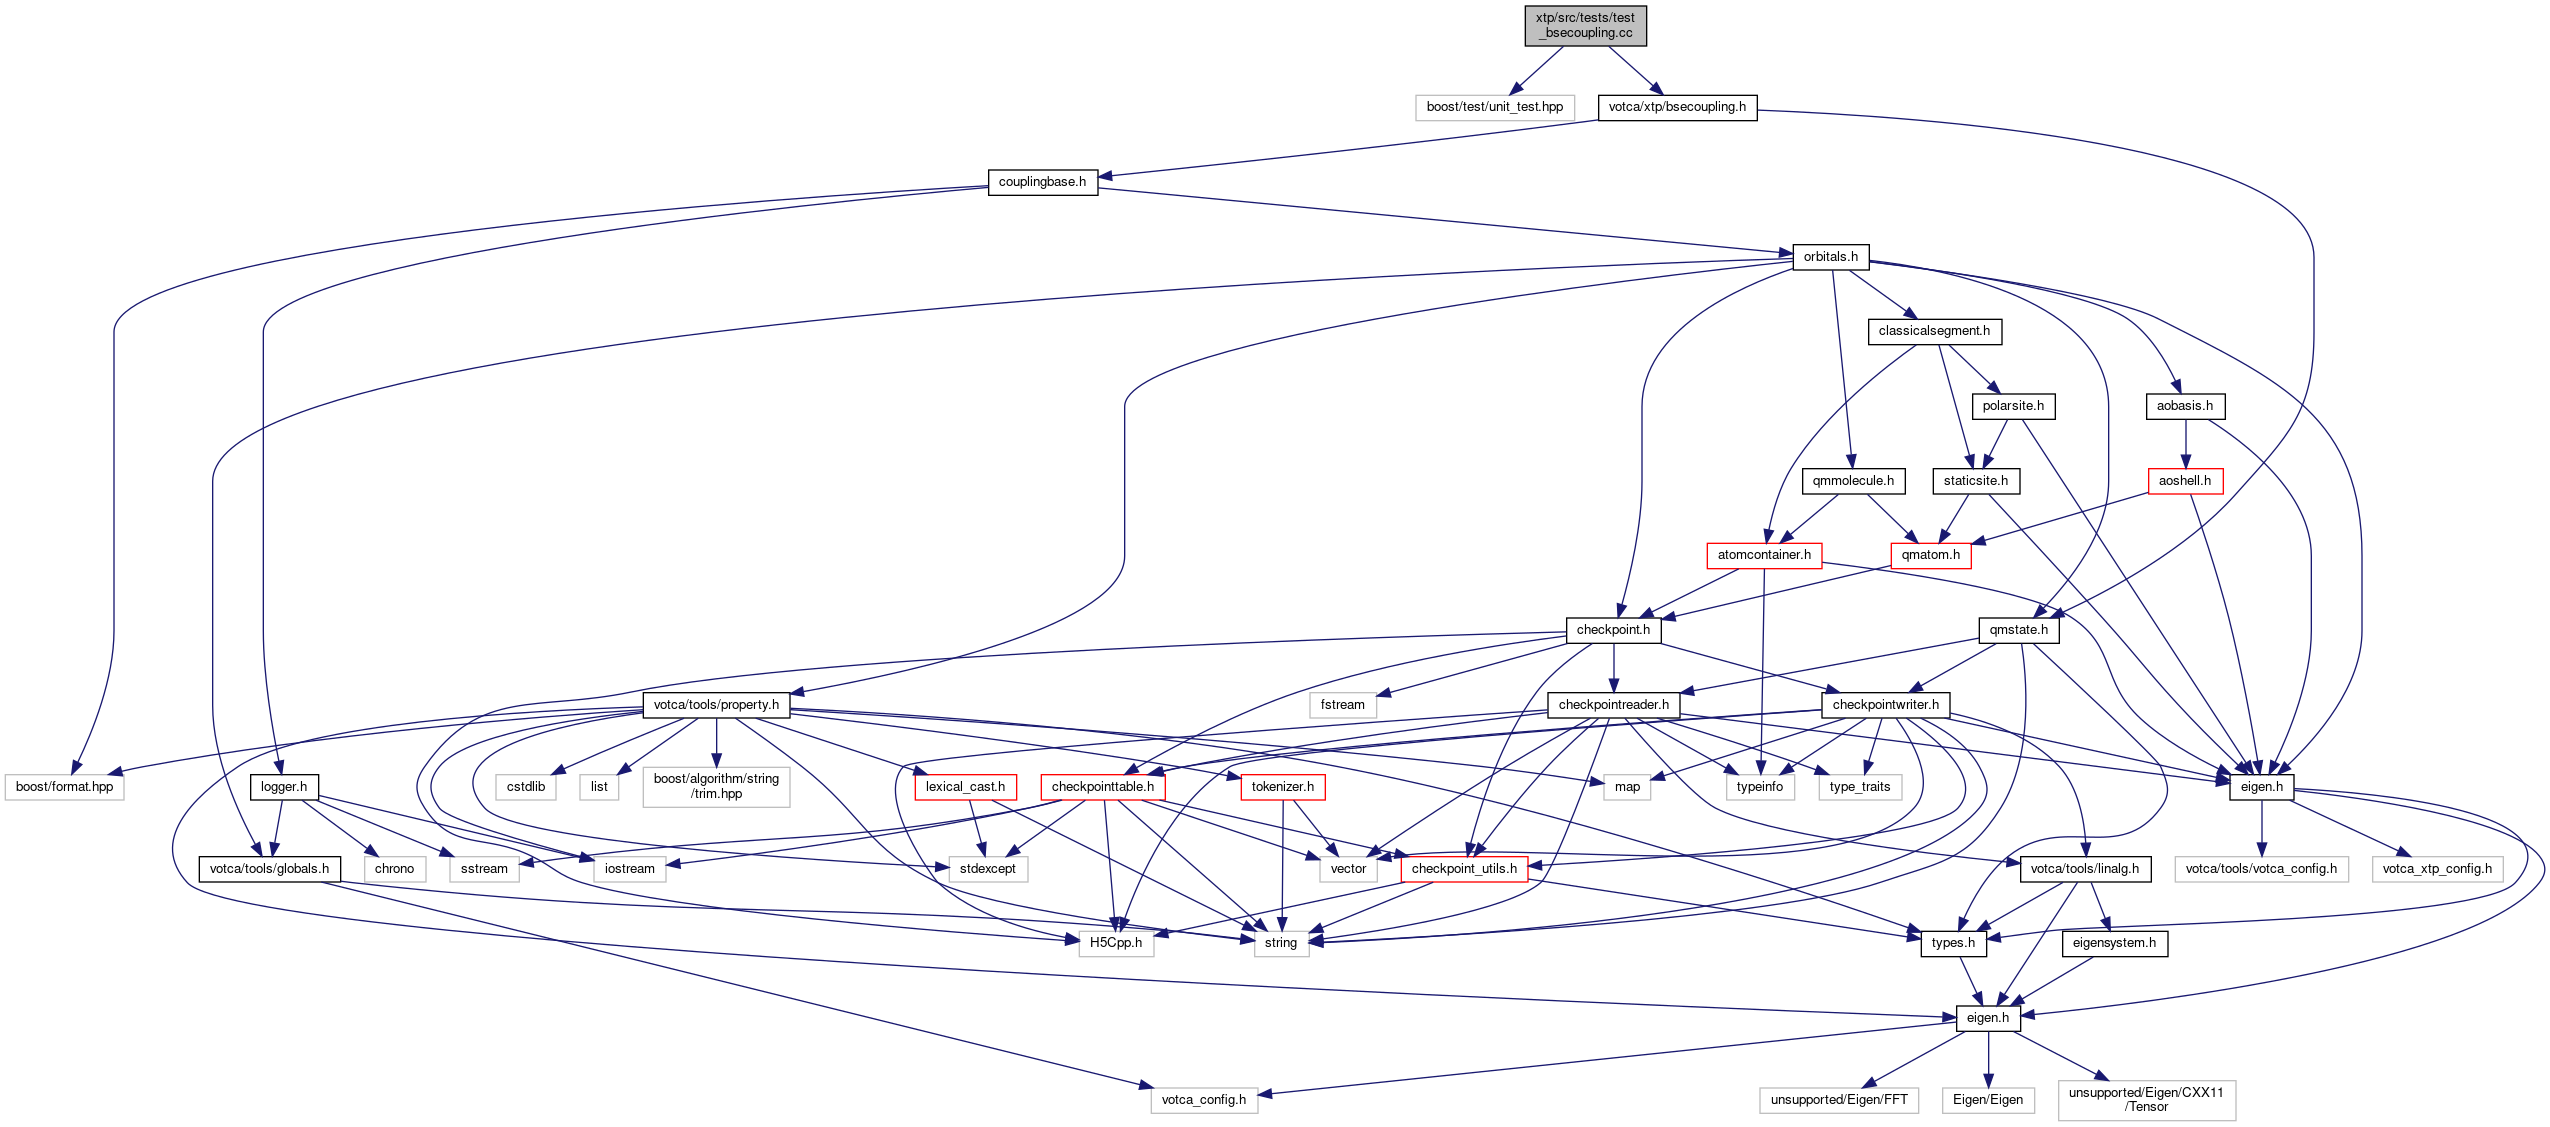 xtp/src/tests/test
_bsecoupling.cc
boost/test/unit_test.hpp
votca/xtp/bsecoupling.h
couplingbase.h
orbitals.h
classicalsegment.h
polarsite.h
aobasis.h
qmmolecule.h
staticsite.h
aoshell.h
atomcontainer.h
qmatom.h
checkpoint.h
qmstate.h
votca/tools/property.h
fstream
checkpointreader.h
checkpointwriter.h
boost/format.hpp
logger.h
cstdlib
list
boost/algorithm/string
/trim.hpp
lexical_cast.h
checkpointtable.h
tokenizer.h
map
typeinfo
type_traits
eigen.h
votca/tools/globals.h
chrono
sstream
iostream
stdexcept
vector
checkpoint_utils.h
votca/tools/linalg.h
votca/tools/votca_config.h
votca_xtp_config.h
H5Cpp.h
string
types.h
eigensystem.h
eigen.h
votca_config.h
unsupported/Eigen/FFT
Eigen/Eigen
unsupported/Eigen/CXX11
/Tensor